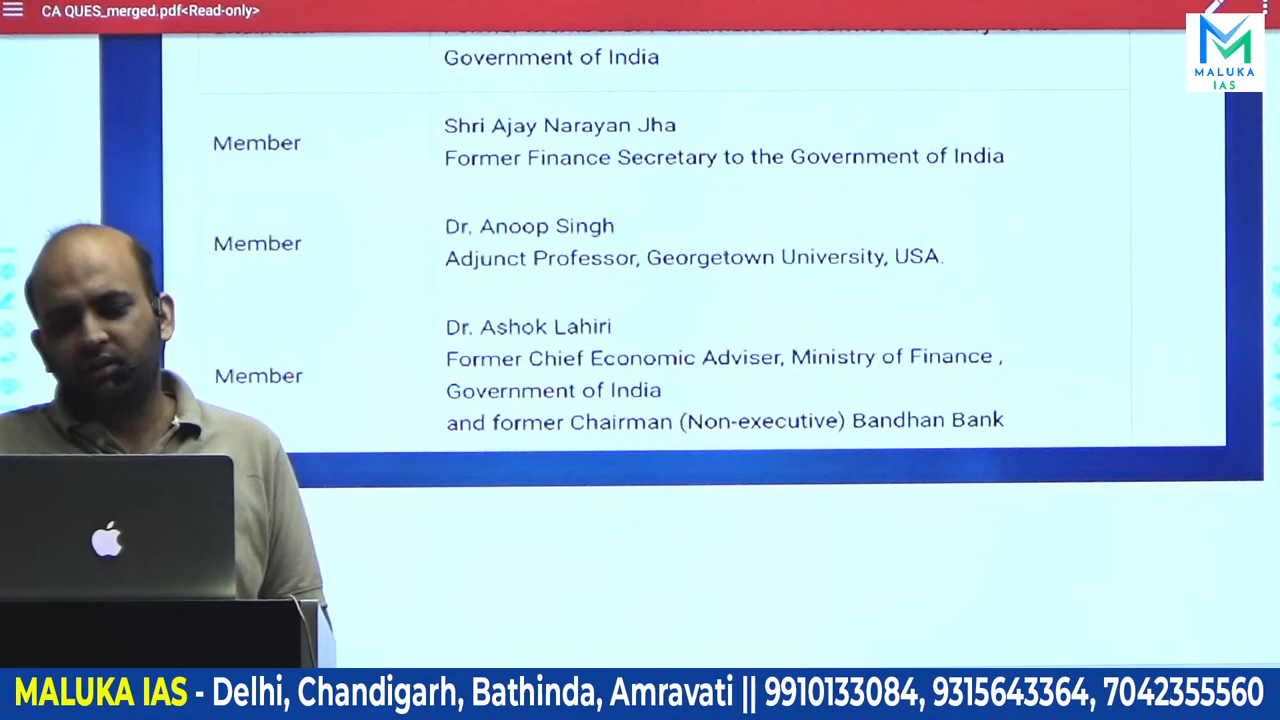 CA QUES_merged.pdf<Read-only>
MALUKA
IAS
Government of India
Member
Shri Ajay Narayan Jha
Former Finance Secretary to the Government of India
Member
Dr. Anoop Singh
Adjunct Professor, Georgetown University, USA.
Member
Dr. Ashok Lahiri
Former Chief Economic Adviser, Ministry of Finance ,
Government of India
and former Chairman (Non-executive) Bandhan Bank
MALUKA IAS - Delhi, Chandigarh, Bathinda, Amravati || 9910133084, 9315643364, 7042355560